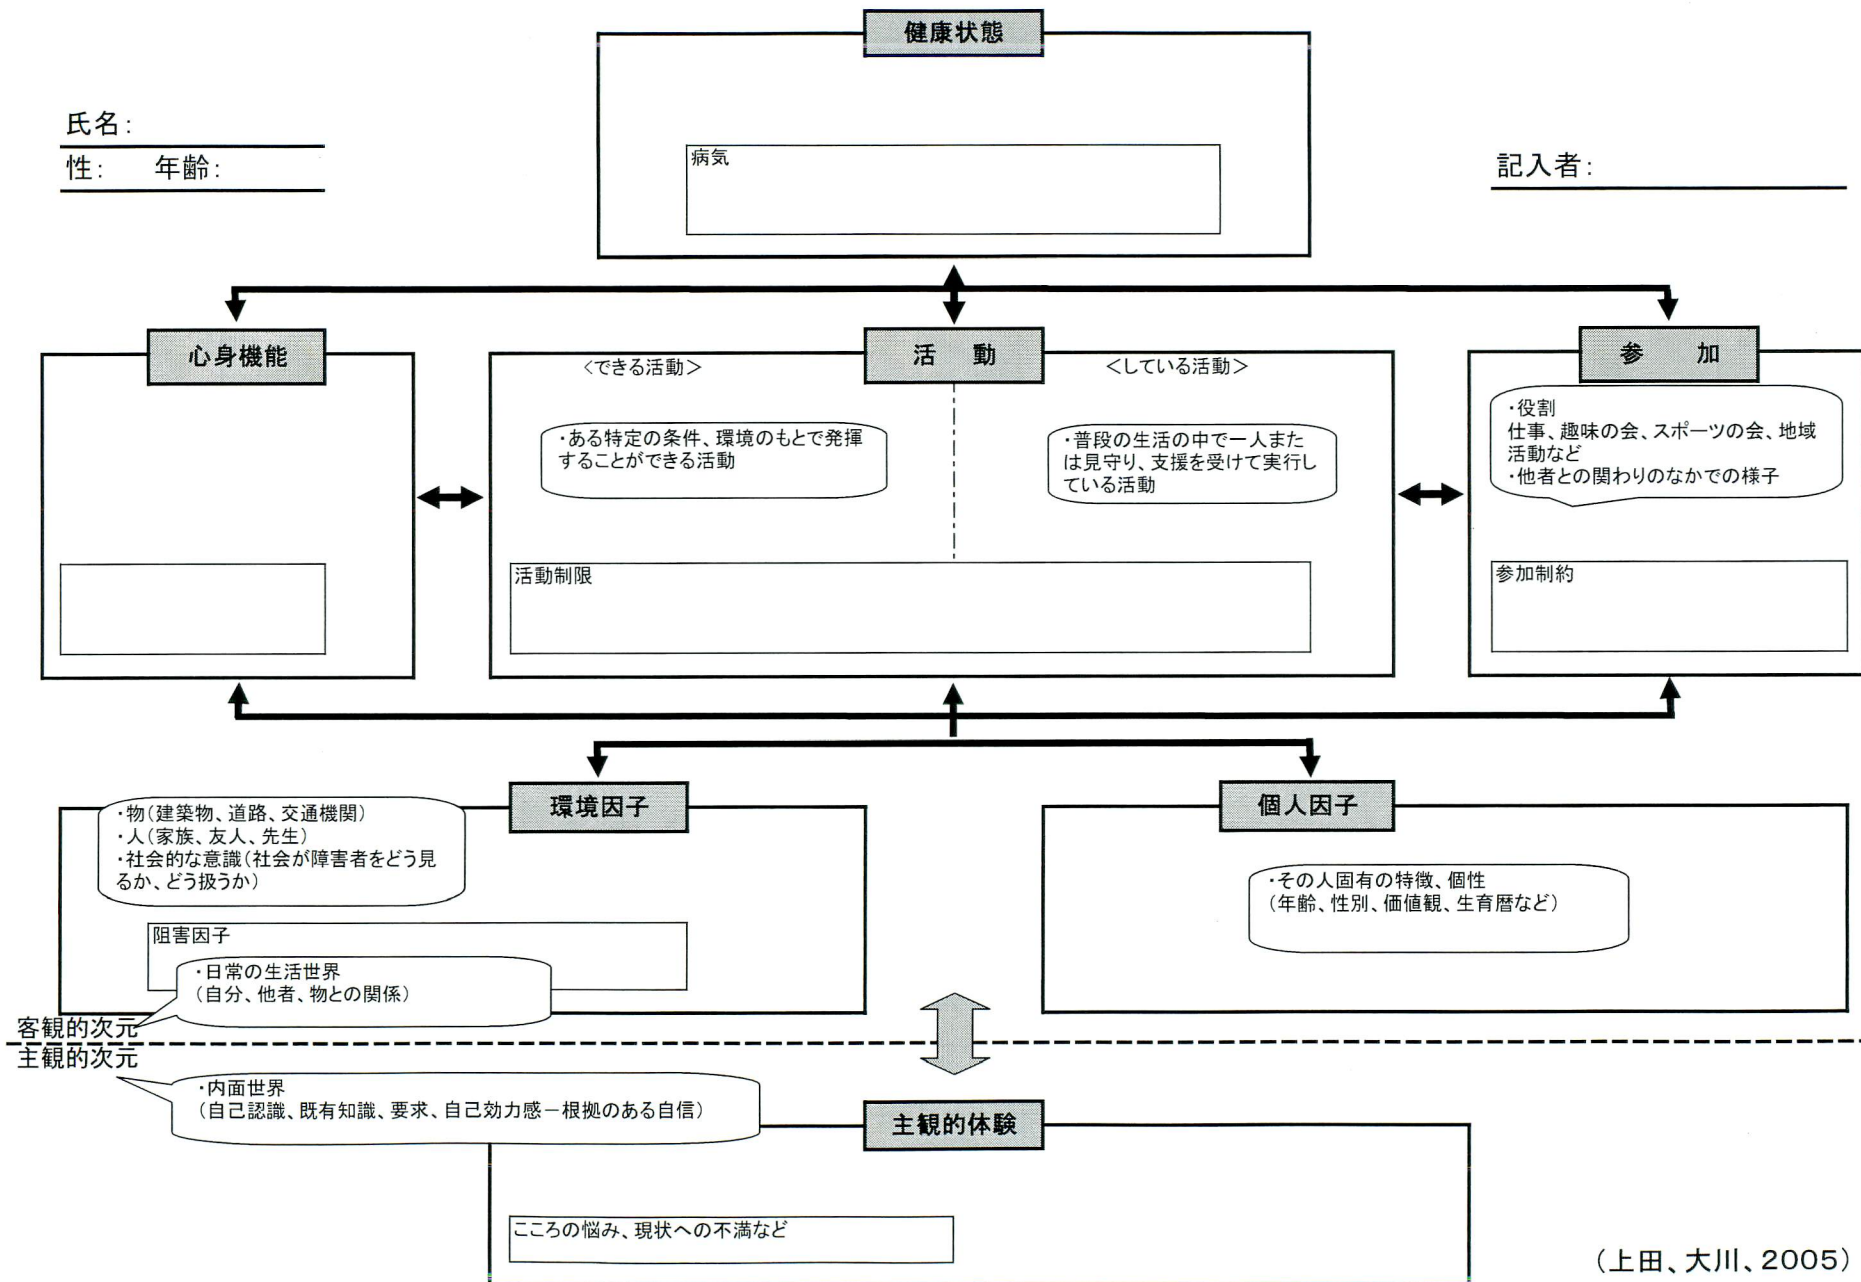 健康状態
氏名:
性: 年齢:
病気
記入者:
心身機能
活 動
<できる活動>
<している活動>
・ある特定の条件、環境のもとで発揮
することができる活動
・普段の生活の中で一人また
は見守り、支援を受けて実行し
ている活動
活動制限
参 加
・役割
仕事、趣味の会、スポーツの会、地域
活動など
・他者との関わりのなかでの様子
参加制約
環境因子
・物(建築物、道路、交通機関)
・人(家族、友人、先生)
・社会的な意識(社会が障害者をどう見
るか、どう扱うか)
阻害因子
・日常の生活世界
(自分、他者、物との関係)
個人因子
・その人固有の特徴、個性
(年齢、性別、価値観、生育暦など)
客観的次元
主観的次元
・内面世界
(自己認識、既有知識、要求、自己効力感-根拠のある自信)
主観的体験
こころの悩み、現状への不満など
(上田、大川、2005)